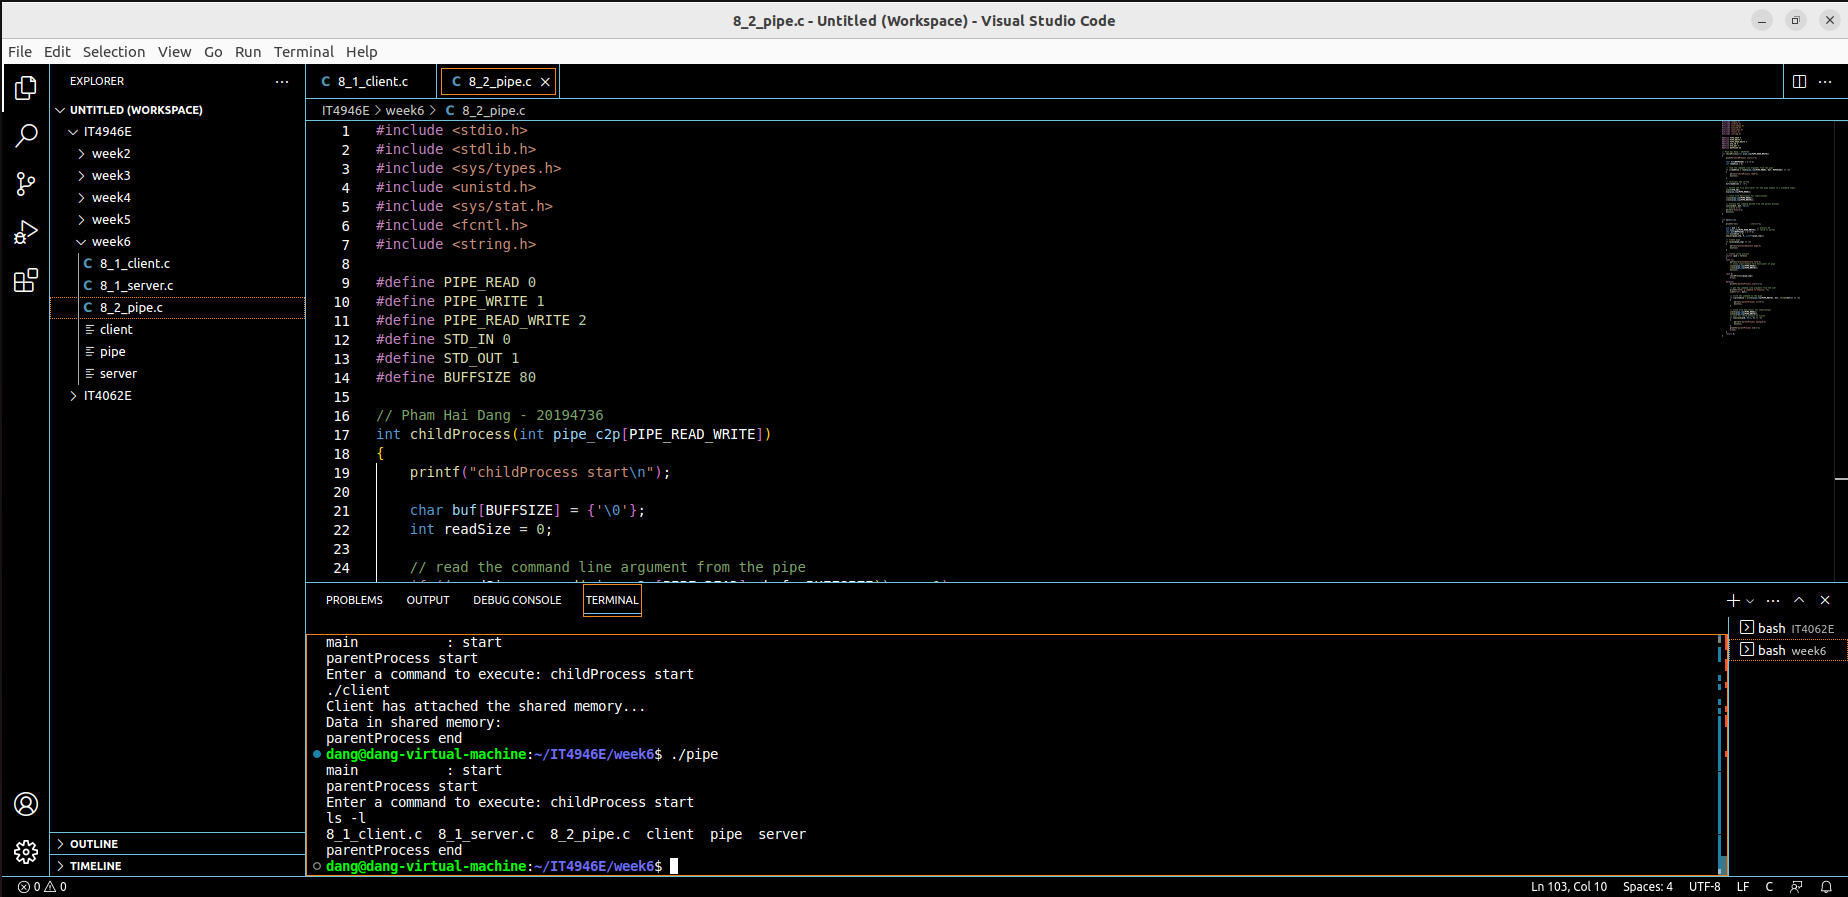 8_2_pipe.c - Untitled (Workspace) - Visual Studio Code
File Edit Selection View Go Run Terminal Help
EXPLORER
UNTITLED (WORKSPACE)
IT4946E
week2
week3
week4
week5
week6
C 8_1_client.c
C 8_1_server.c
C 8_2_pipe.c
client
pipe
server
IT4062E
OUTLINE
TIMELINE
C 8_1_client.c C 8_2_pipe.c
IT4946E > week6 > C 8_2_pipe.c
1 #include <stdio.h>
2 #include <stdlib.h>
3 #include <sys/types.h>
4 #include <unistd.h>
5 #include <sys/stat.h>
6 #include <fcntl.h>
7 #include <string.h>
8
9 #define PIPE_READ 0
10 #define PIPE_WRITE 1
11 #define PIPE_READ_WRITE 2
12 #define STD_IN 0
13 #define STD_OUT 1
14 #define BUFFSIZE 80
15
16 // Pham Hai Dang - 20194736
17 int childProcess(int pipe_c2p[PIPE_READ_WRITE])
18 {
19 printf("childProcess start\n");
20
21 char buf[BUFFSIZE] = {'\0'};
22 int readSize = 0;
23
24 // read the command line argument from the pipe
PROBLEMS OUTPUT DEBUG CONSOLE TERMINAL
main : start
parentProcess start
Enter a command to execute: childProcess start
./client
Client has attached the shared memory...
Data in shared memory:
parentProcess end
dang@dang-virtual-machine:~/IT4946E/week6$ ./pipe
main : start
parentProcess start
Enter a command to execute: childProcess start
ls -l
8_1_client.c 8_1_server.c 8_2_pipe.c client pipe server
parentProcess end
dang@dang-virtual-machine:~/IT4946E/week6$
bash IT4062E
bash week6
0 0
Ln 103, Col 10 Spaces: 4 UTF-8 LF C